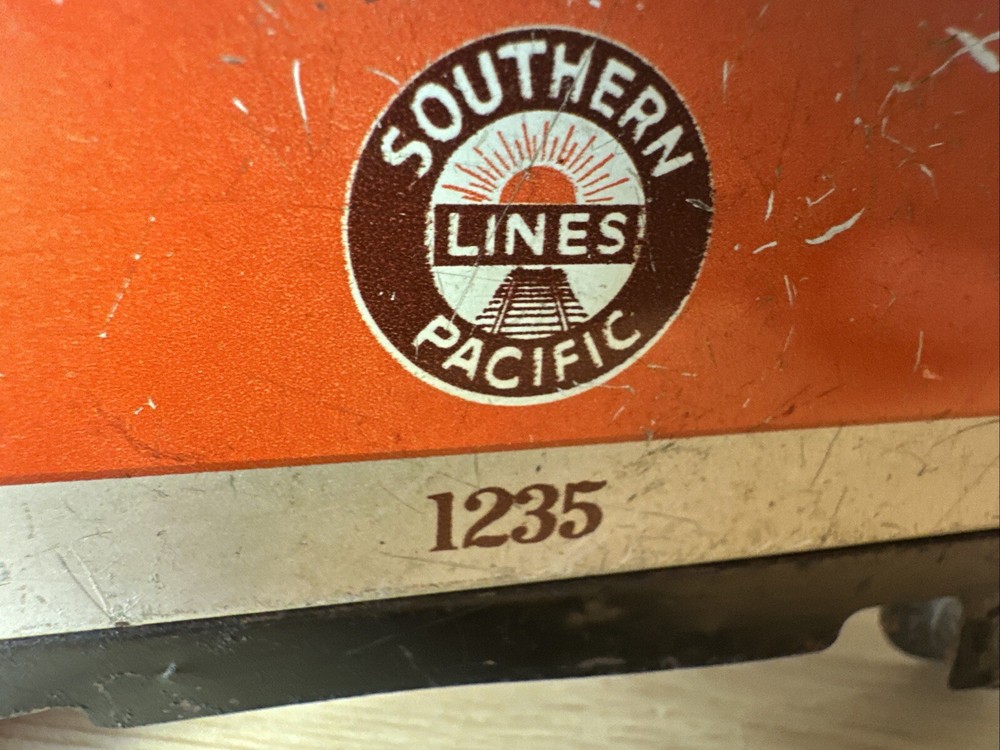 SOUTHERN
LINES
PACIFIC
1235